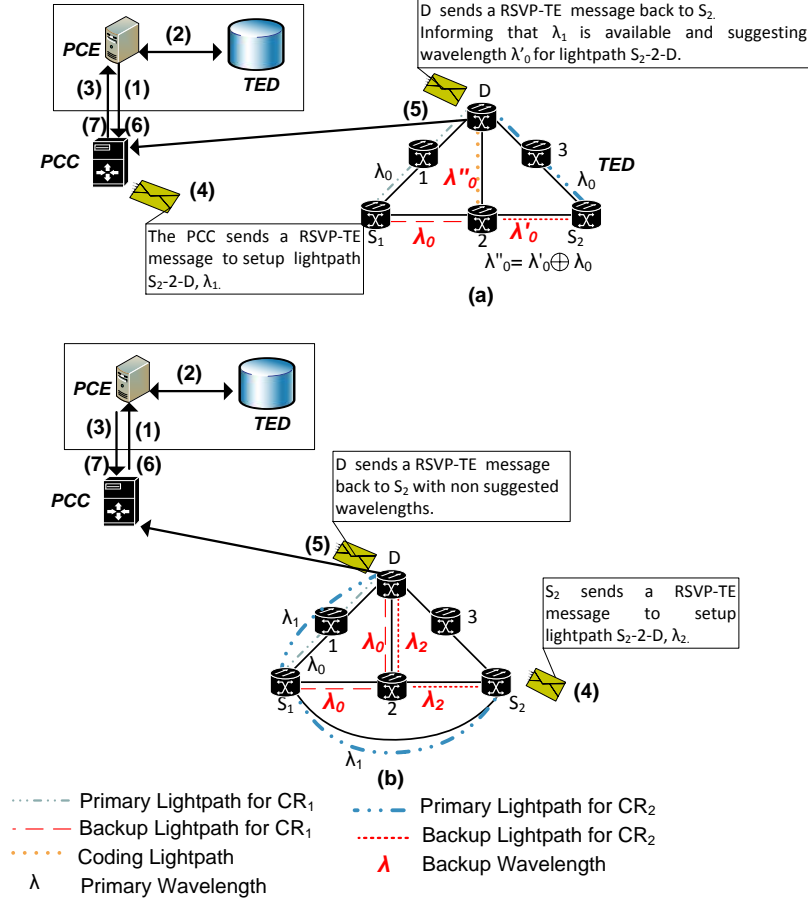 D sends a RSVP-TE message back to S2.
Informing that λ1 is available and suggesting
wavelength λ'0 for lightpath S2-2-D.
PCE
(2)
TED
(3)
(1)
(7)
(6)
PCC
(4)
(5)
D
1
3
TED
λ0
λ''0
λ0
S1
λ0
2
λ'0
S2
λ''0= λ'0⊕ λ0
The PCC sends a RSVP-TE
message to setup lightpath
S2-2-D, λ1.
(a)
PCE
(2)
TED
(3)
(1)
(7)
(6)
PCC
D sends a RSVP-TE message
back to S2 with non suggested
wavelengths.
(5)
D
S2 sends a RSVP-TE
message to setup
lightpath S2-2-D, λ2.
λ1
1
3
λ0
λ0
λ2
S1
λ0
2
λ2
S2
(4)
λ1
(b)
Primary Lightpath for CR1
Backup Lightpath for CR1
Coding Lightpath
λ Primary Wavelength
Primary Lightpath for CR2
Backup Lightpath for CR2
λ Backup Wavelength